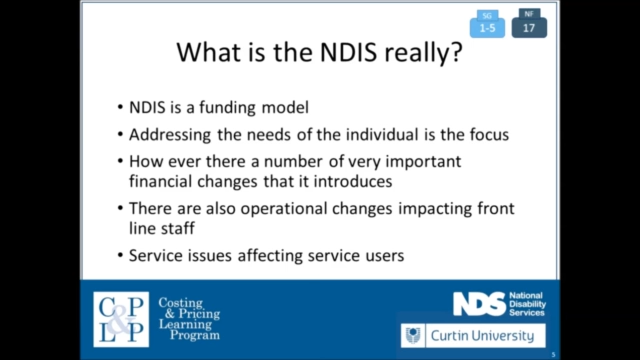 SG
1-5
NF
17
What is the NDIS really?
• NDIS is a funding model
• Addressing the needs of the individual is the focus
• How ever there a number of very important
financial changes that it introduces
• There are also operational changes impacting front
line staff
• Service issues affecting service users
C&P
L P
Costing
& Pricing
Learning
Program
NDS
National
Disability
Services
Curtin University
5